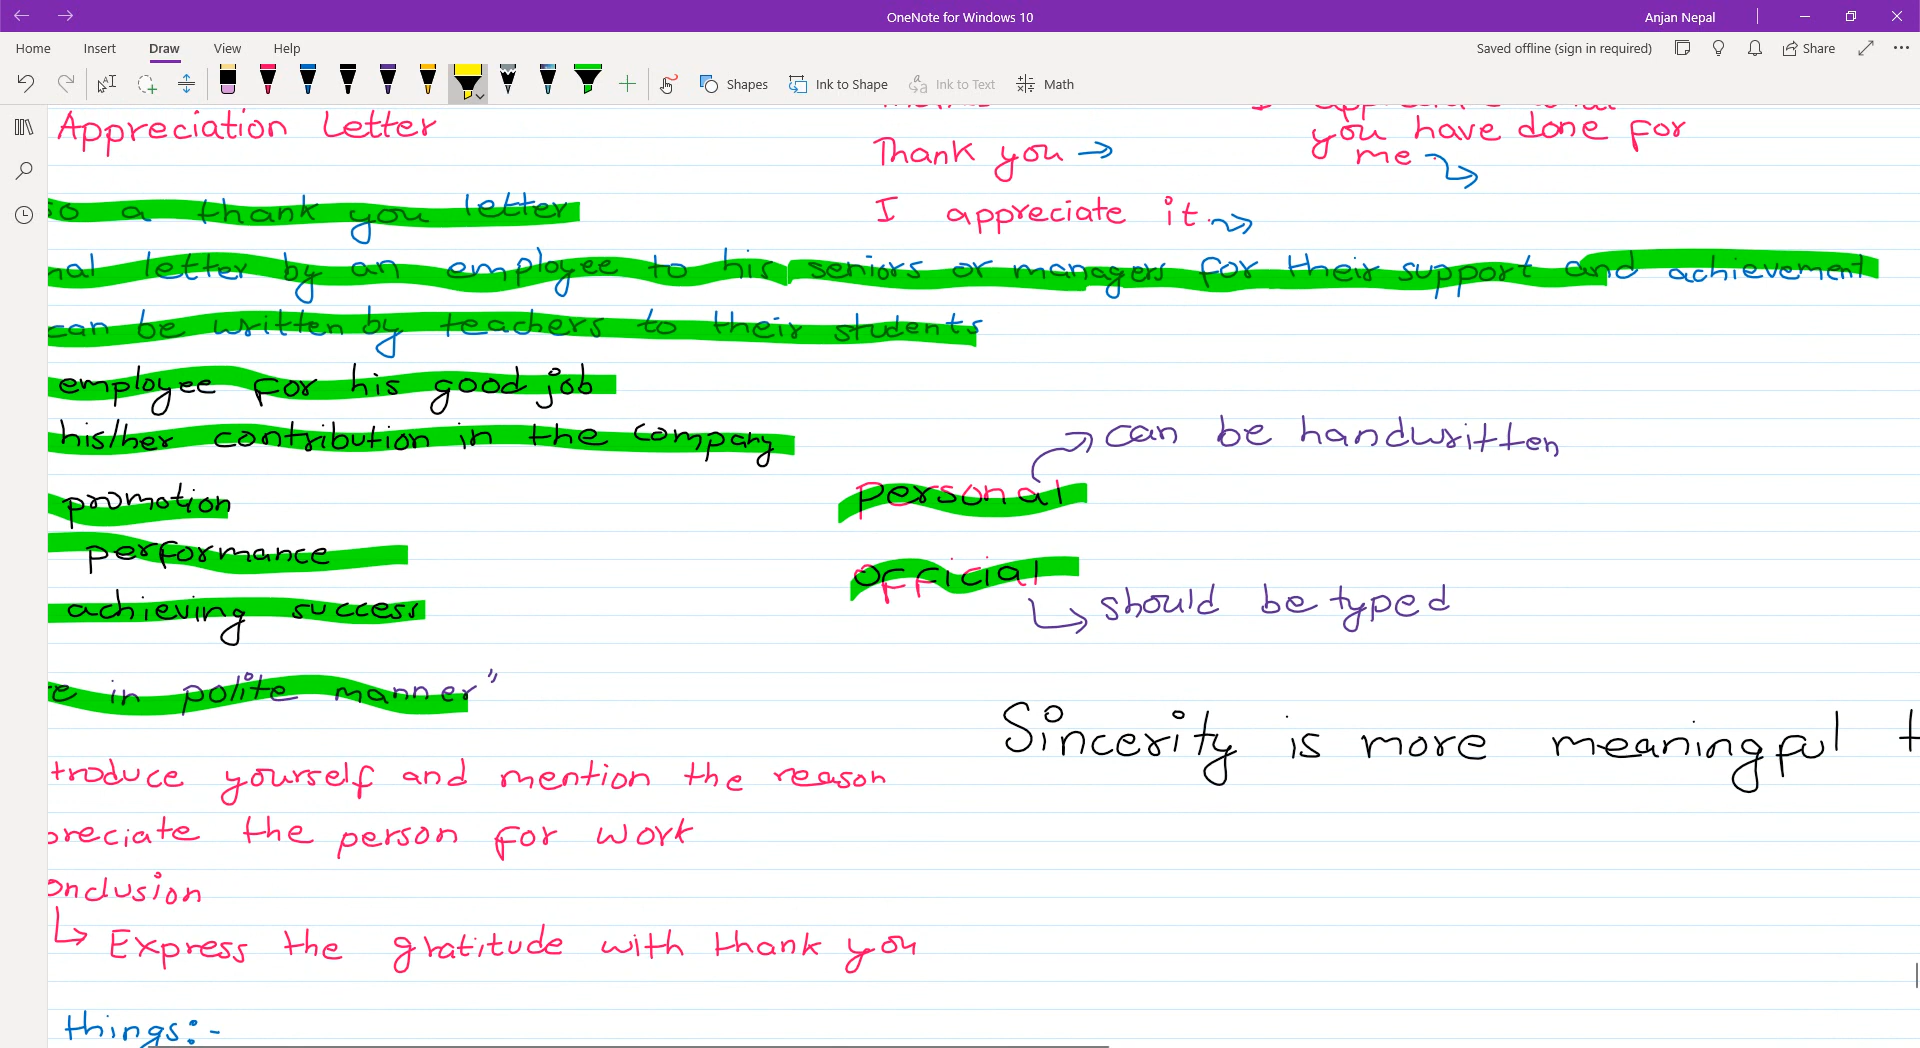 OneNote for Windows 10
Anjan Nepal
Home Insert Draw View Help
Saved offline (sign in required)
Share
Shapes
Ink to Shape
Ink to Text
Math
Appreciation Letter
Thank you →
I appreciate it
you have done for
me
so a thank you letter
nal letter by an employee to his seniors or managers for their support and achievement
can be written by teachers to their students
employee for his good job
his/her contribution in the company
promotion
performance
achieving success
can be handwritten
personal
official
should be typed
e in polite manner"
Sincerity is more meaningful t
troduce yourself and mention the reason
preciate the person for work
onclusion
Express the gratitude with thank you
things:-